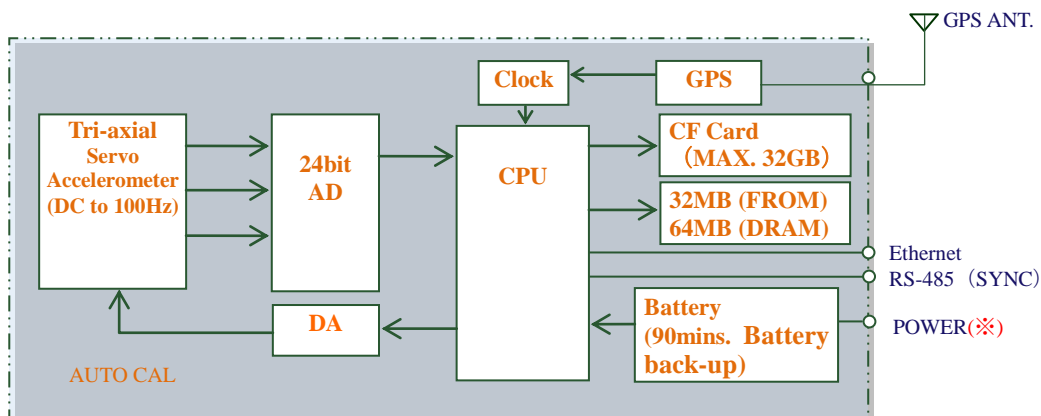 GPS ANT.
Clock
GPS
Tri-axial
Servo
Accelerometer
(DC to 100Hz)
24bit
AD
CPU
CF Card
（MAX. 32GB）
32MB (FROM)
64MB (DRAM)
Ethernet
RS-485（SYNC）
DA
Battery
(90mins. Battery
back-up)
POWER(※)
AUTO CAL